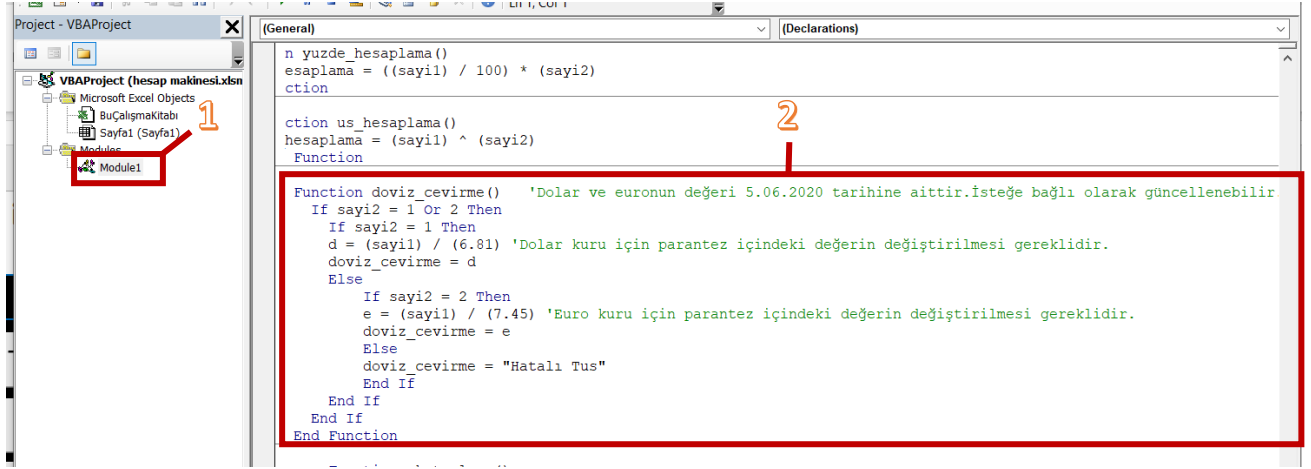 Ln 1, Col 1
Project - VBAProject
(General)
(Declarations)
VBAProject (hesap makinesi.xlsm
Microsoft Excel Objects
BuÇalışmaKitabı
Sayfa1 (Sayfa1)
Modules
Module1
1
2
n yuzde_hesaplama()
esaplama = ((sayi1) / 100) * (sayi2)
ction
ction us_hesaplama()
hesaplama = (sayi1) ^ (sayi2)
Function
Function doviz_cevirme() 'Dolar ve euronun değeri 5.06.2020 tarihine aittir.İsteğe bağlı olarak güncellenebilir.
If sayi2 = 1 Or 2 Then
If sayi2 = 1 Then
d = (sayi1) / (6.81) 'Dolar kuru için parantez içindeki değerin değiştirilmesi gereklidir.
doviz_cevirme = d
Else
If sayi2 = 2 Then
e = (sayi1) / (7.45) 'Euro kuru için parantez içindeki değerin değiştirilmesi gereklidir.
doviz_cevirme = e
Else
doviz_cevirme = "Hatalı Tus"
End If
End If
End If
End Function